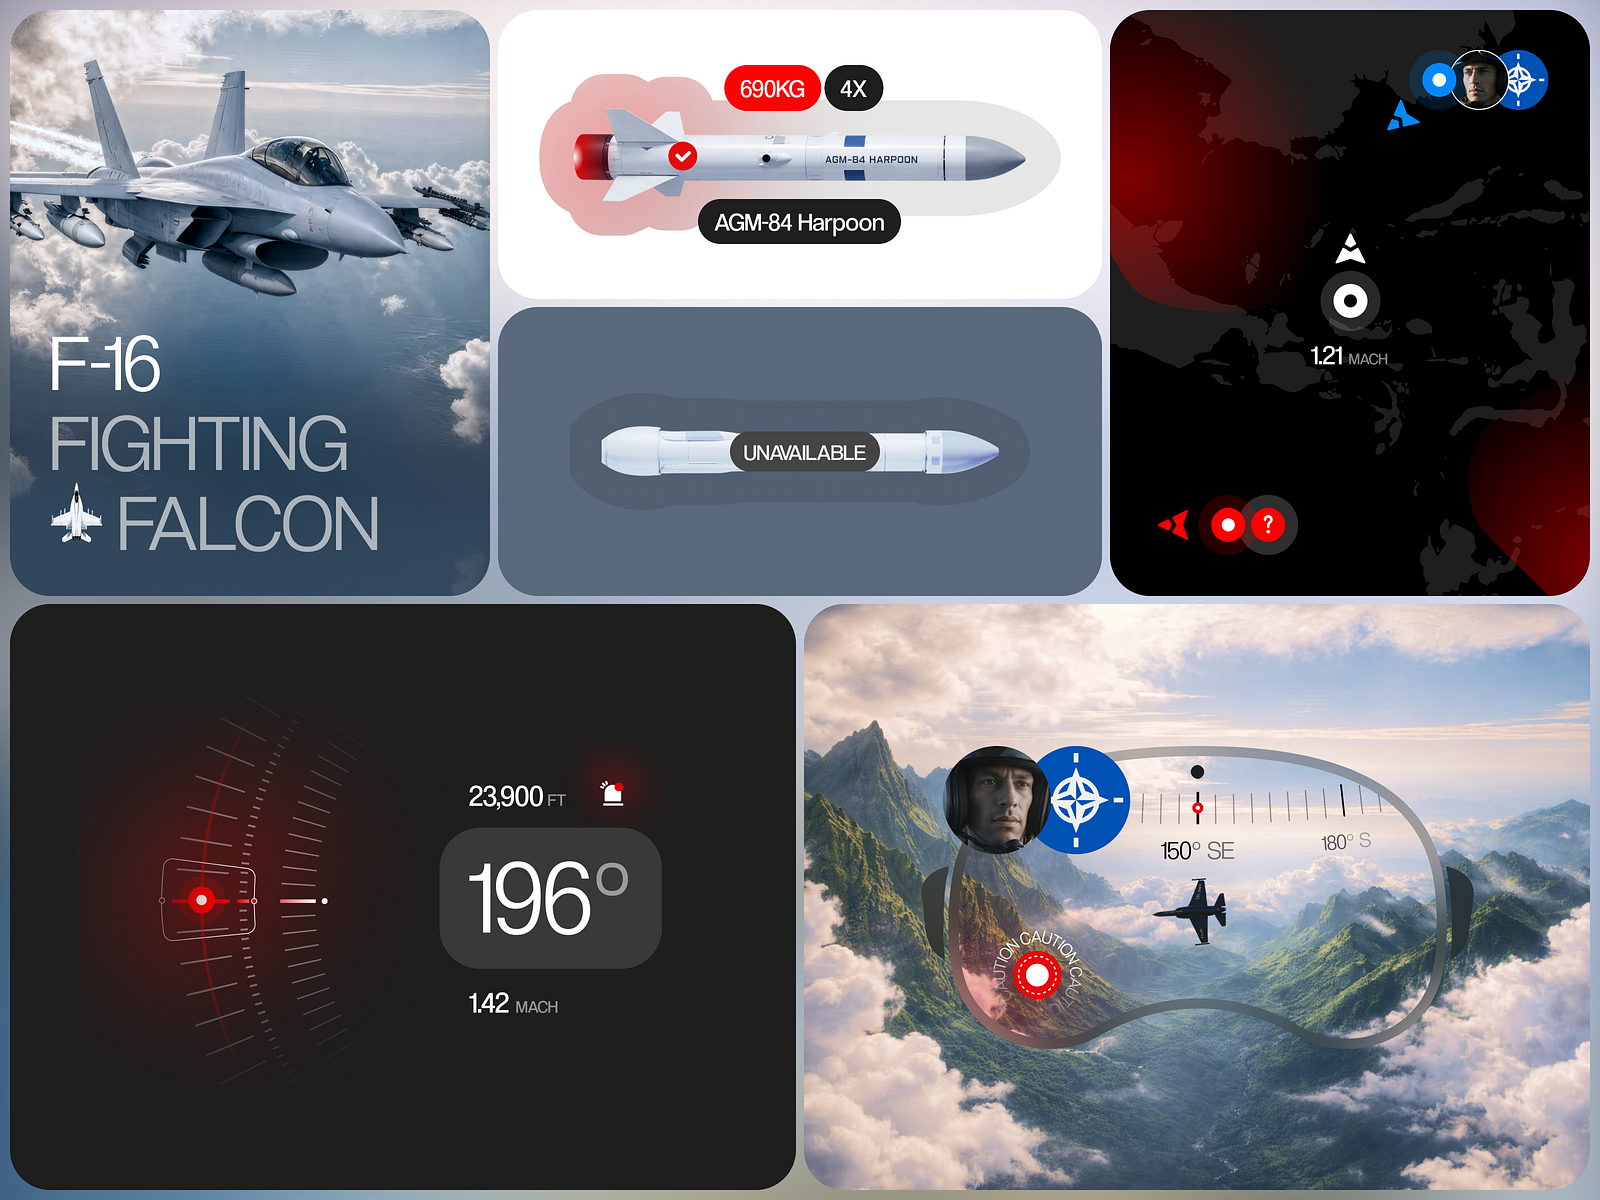 F-16
FIGHTING
FALCON
690KG
4X
AGM-84 HARPOON
AGM-84 Harpoon
UNAVAILABLE
1.21 MACH
?
23,900 FT
196°
1.42 MACH
150° SE
180° S
CAUTION CAUTION CAUT